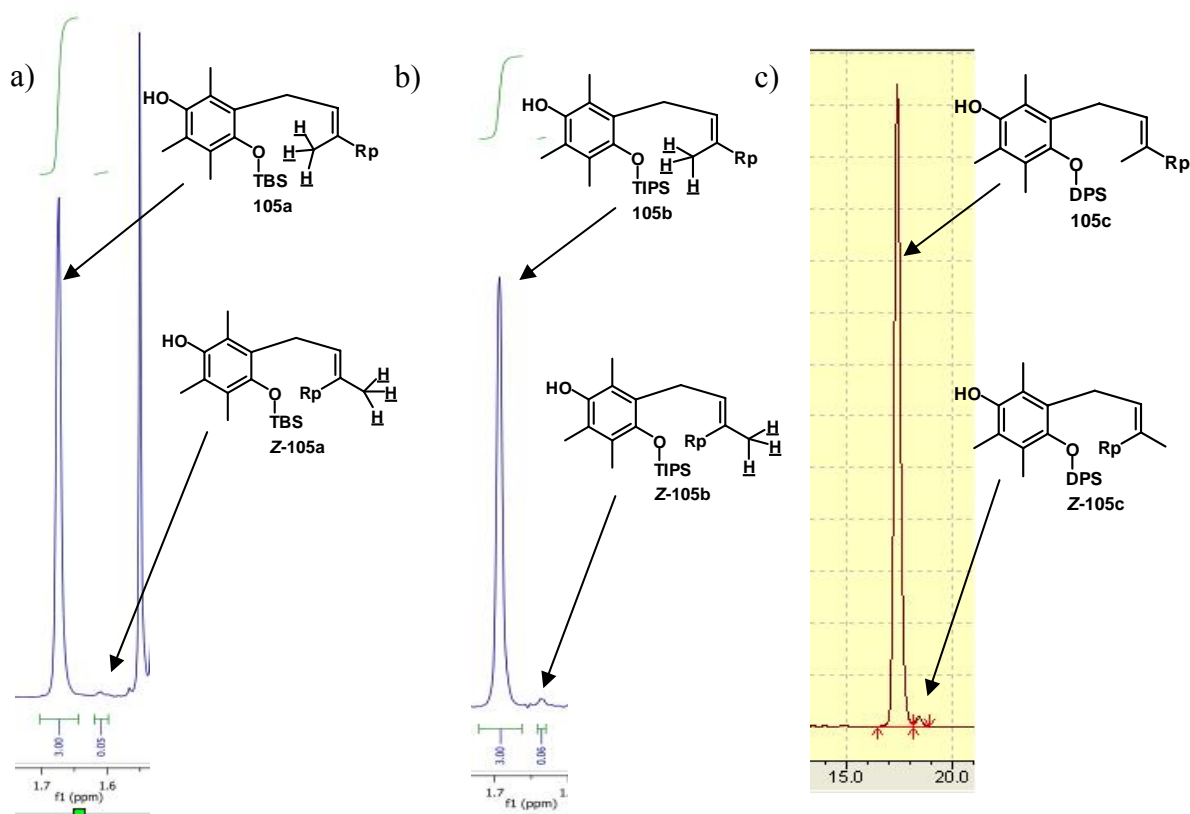 a)
HO
H
H
H
O
Rp
TBS
105a
HO
H
H
H
Rp
O
TBS
Z-105a
3.00
0.05
1.7
1.6
f1 (ppm)
b)
HO
H
H
H
O
Rp
TIPS
105b
HO
H
H
H
Rp
O
TIPS
Z-105b
3.00
0.06
1.7
1.
f1 (ppm)
c)
HO
O
Rp
DPS
105c
HO
Rp
O
DPS
Z-105c
15.0
20.0